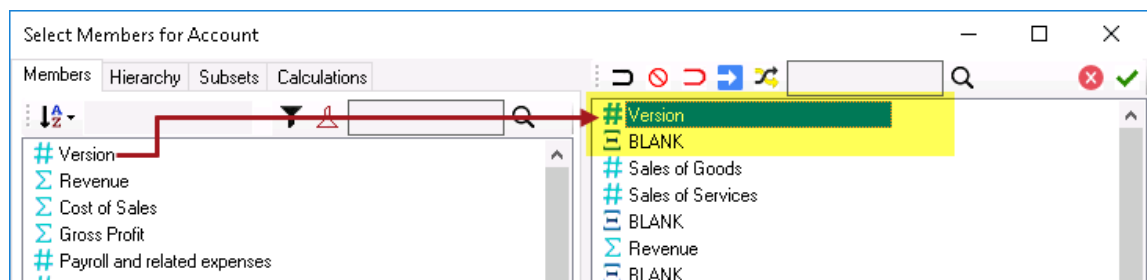 Select Members for Account
Members Hierarchy Subsets Calculations
# Version
Σ Revenue
Σ Cost of Sales
Σ Gross Profit
# Payroll and related expenses
# Version
Ξ BLANK
# Sales of Goods
# Sales of Services
Ξ BLANK
Σ Revenue
Ξ BLANK